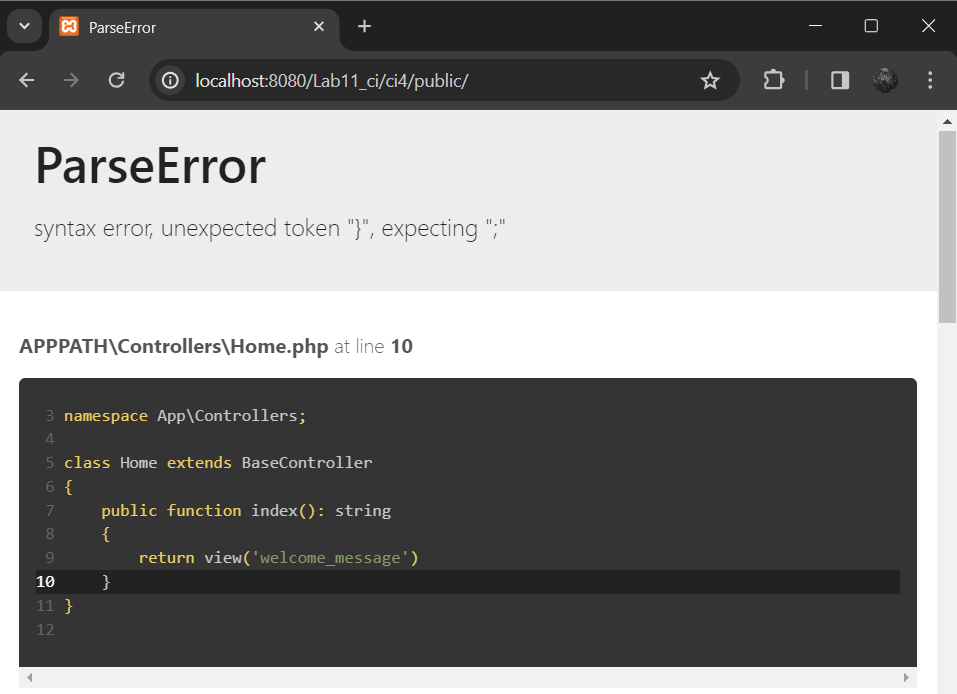 ParseError
localhost:8080/Lab11_ci/ci4/public/
ParseError
syntax error, unexpected token "}", expecting ";"
APPPATH\Controllers\Home.php at line 10
3 namespace App\Controllers;
4
5 class Home extends BaseController
6 {
7     public function index(): string
8     {
9         return view('welcome_message')
10     }
11 }
12